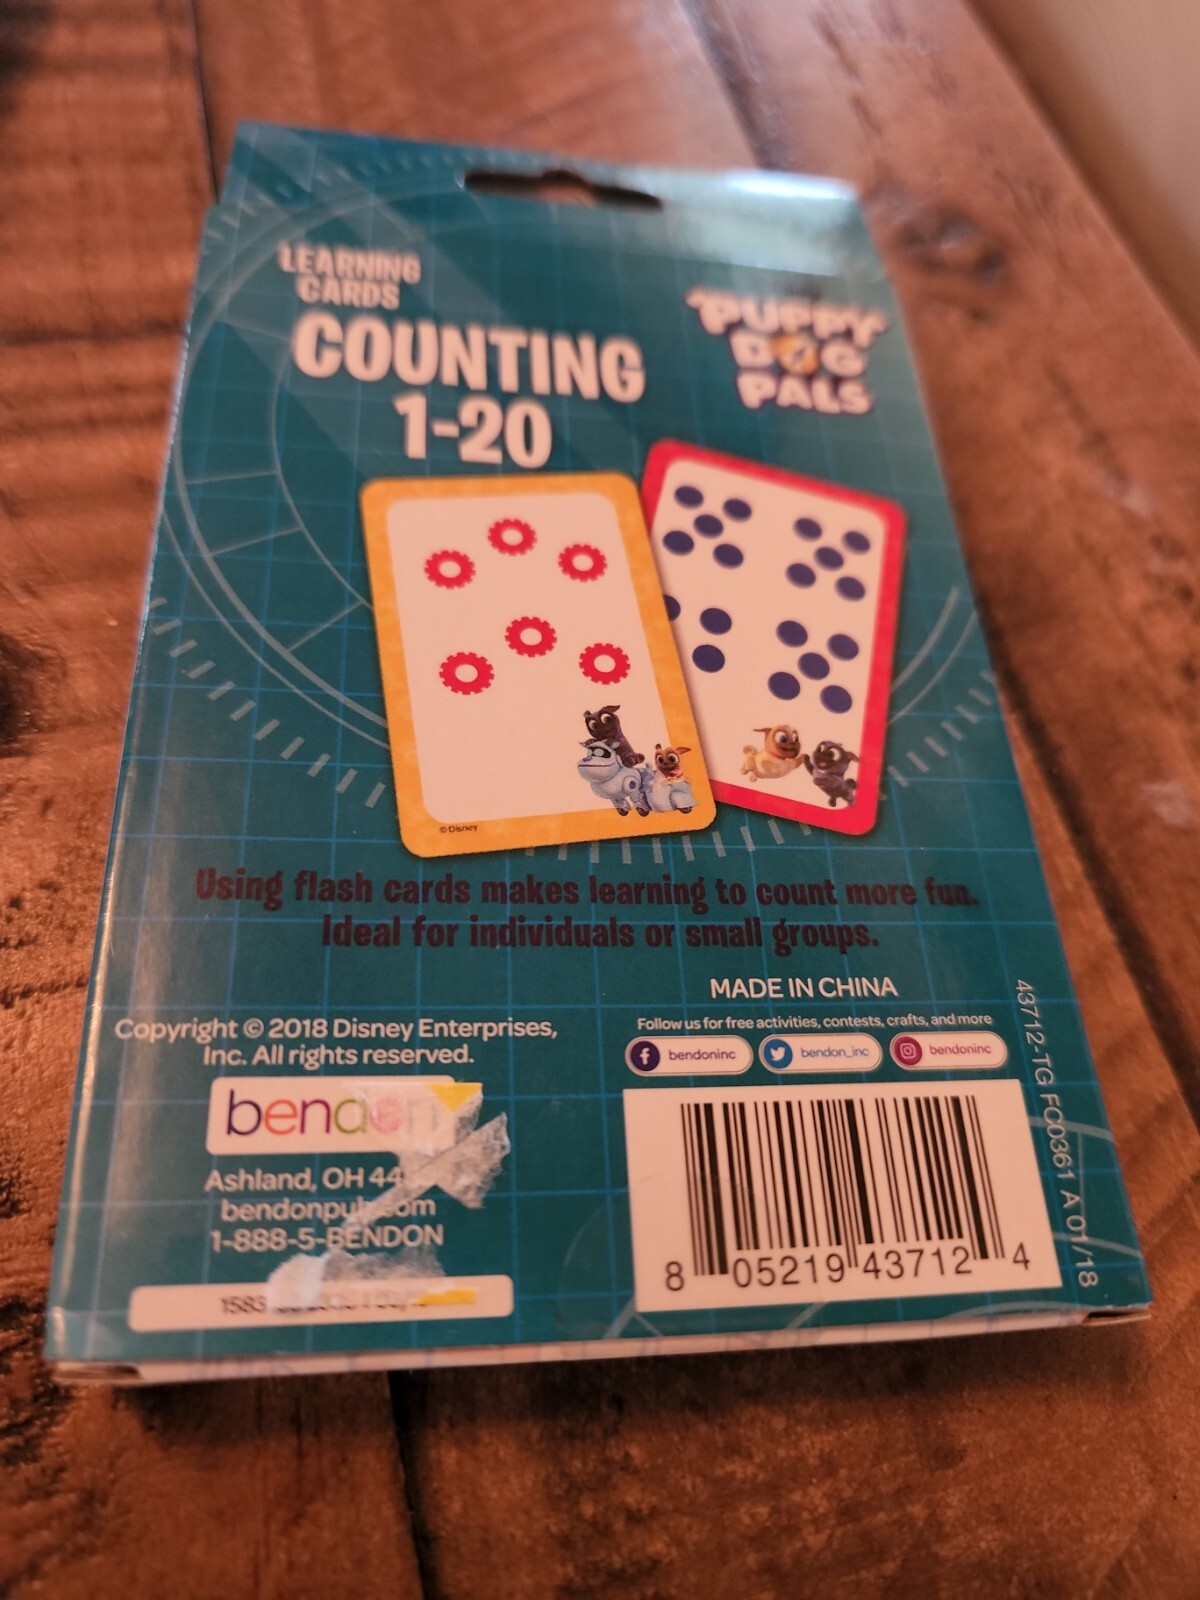 LEARNING
CARDS
COUNTING
1-20
PUPPY
DOG
PALS
© Disney
Using flash cards makes learning to count more fun.
Ideal for individuals or small groups.
MADE IN CHINA
Copyright © 2018 Disney Enterprises,
Inc. All rights reserved.
Follow us for free activities, contests, crafts, and more
bendoninc
bendon_inc
bendoninc
bendon
Ashland, OH
1-888-5-BENDON
8 05219 43712 4
43712-TG FC0361 A 01/18